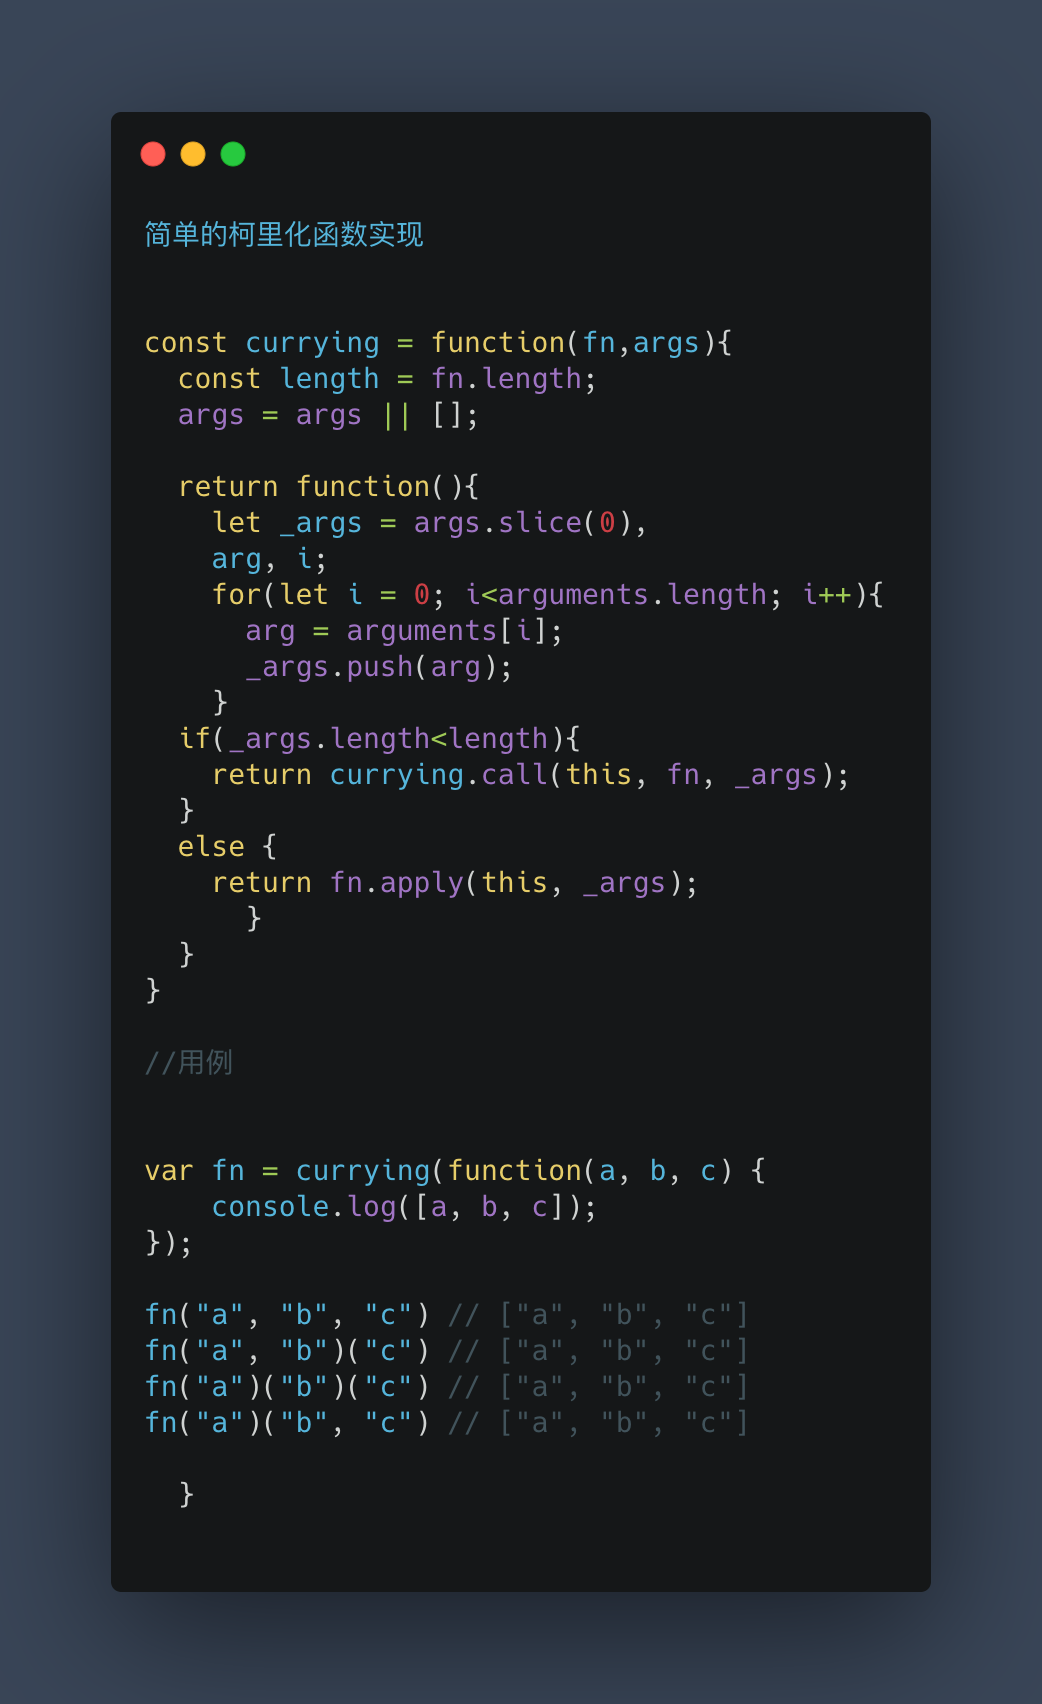 简单的柯里化函数实现
const currying = function(fn,args){
  const length = fn.length;
  args = args || [];
  return function(){
    let _args = args.slice(0),
    arg, i;
    for(let i = 0; i<arguments.length; i++){
      arg = arguments[i];
      _args.push(arg);
    }
  if(_args.length<length){
    return currying.call(this, fn, _args);
  }
  else {
    return fn.apply(this, _args);
      }
  }
}
//用例
var fn = currying(function(a, b, c) {
    console.log([a, b, c]);
});
fn("a", "b", "c") // ["a", "b", "c"]
fn("a", "b")("c") // ["a", "b", "c"]
fn("a")("b")("c") // ["a", "b", "c"]
fn("a")("b", "c") // ["a", "b", "c"]
  }